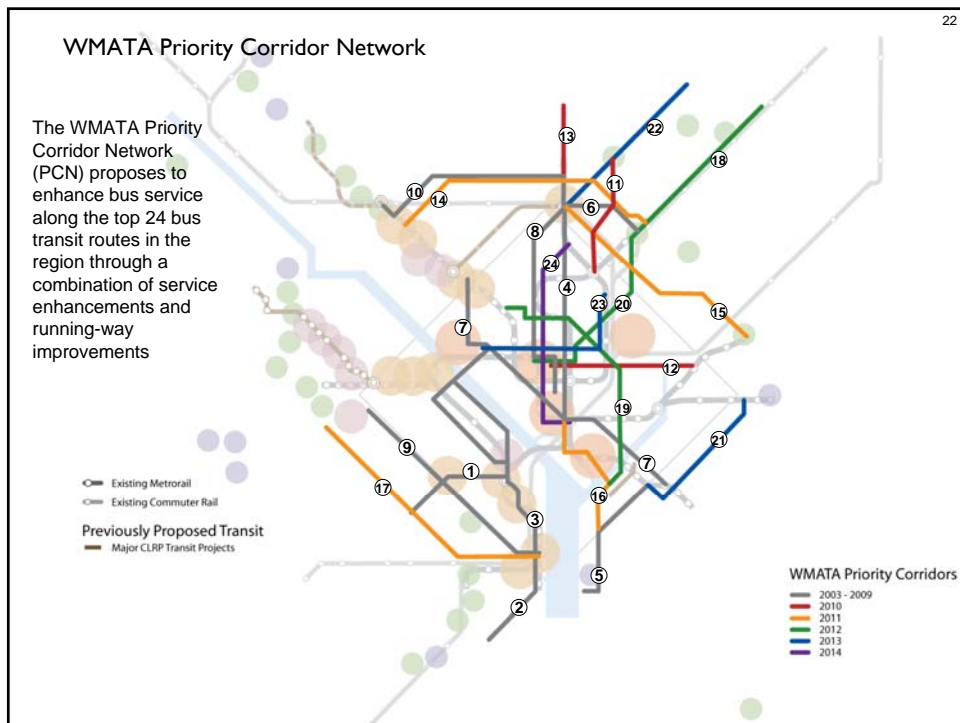 22
WMATA Priority Corridor Network
The WMATA Priority
Corridor Network
(PCN) proposes to
enhance bus service
along the top 24 bus
transit routes in the
region through a
combination of service
enhancements and
running-way
improvements
13
22
18
10
14
11
6
8
24
4
23
20
7
15
12
19
9
1
7
21
17
16
3
5
2
Existing Metrorail
Existing Commuter Rail
Previously Proposed Transit
Major CLRP Transit Projects
WMATA Priority Corridors
2003 - 2009
2010
2011
2012
2013
2014